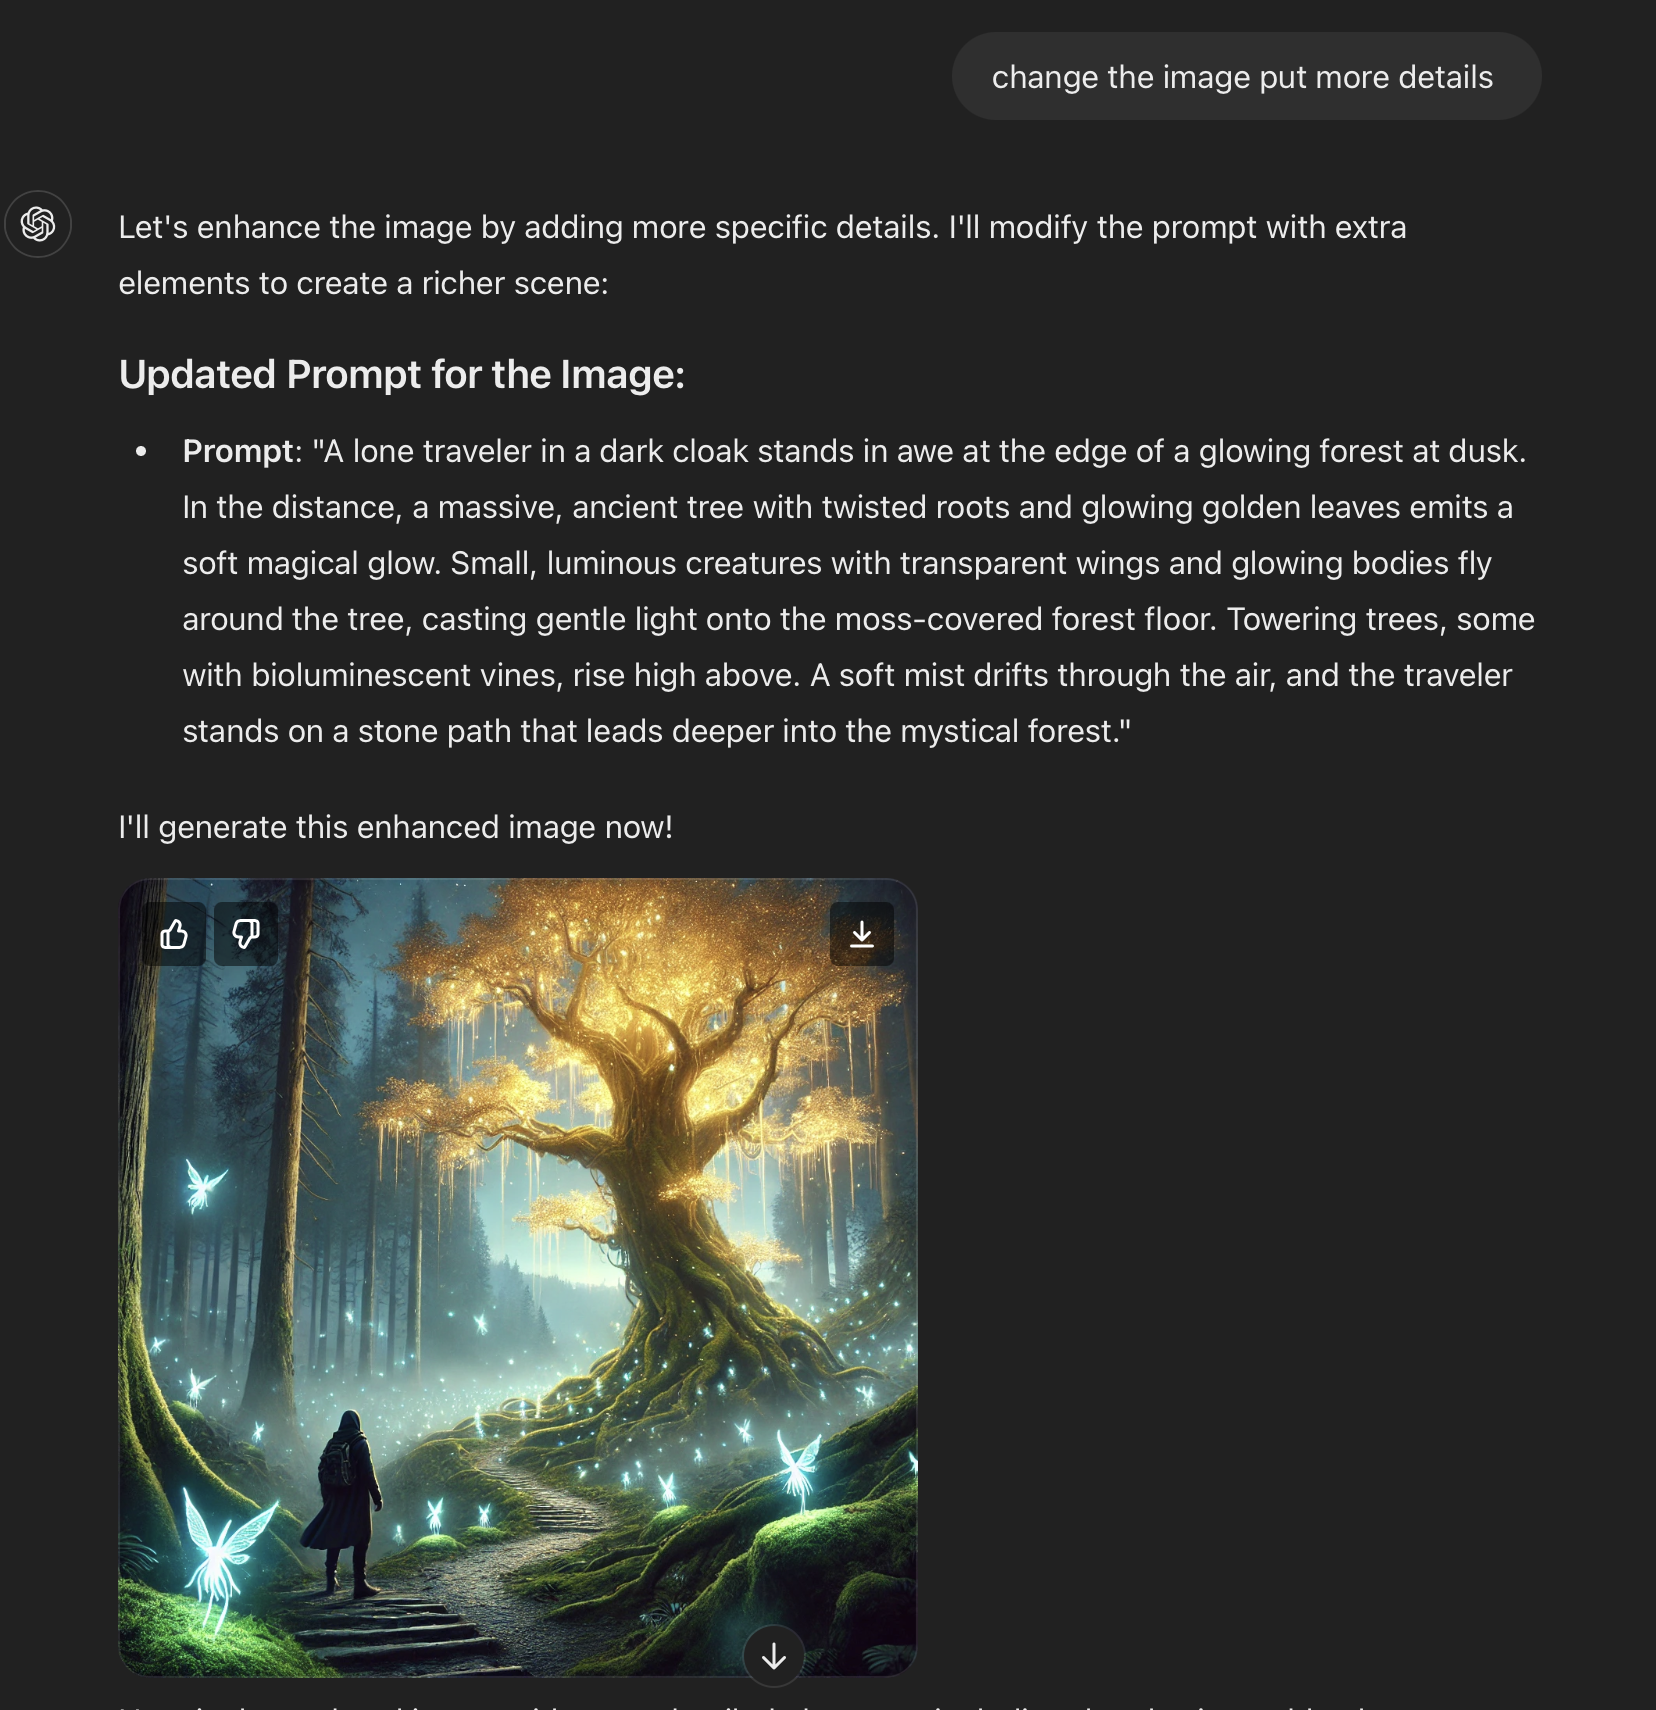 change the image put more details
Let's enhance the image by adding more specific details. I'll modify the prompt with extra
elements to create a richer scene:
Updated Prompt for the Image:
• Prompt: "A lone traveler in a dark cloak stands in awe at the edge of a glowing forest at dusk.
In the distance, a massive, ancient tree with twisted roots and glowing golden leaves emits a
soft magical glow. Small, luminous creatures with transparent wings and glowing bodies fly
around the tree, casting gentle light onto the moss-covered forest floor. Towering trees, some
with bioluminescent vines, rise high above. A soft mist drifts through the air, and the traveler
stands on a stone path that leads deeper into the mystical forest."
I'll generate this enhanced image now!